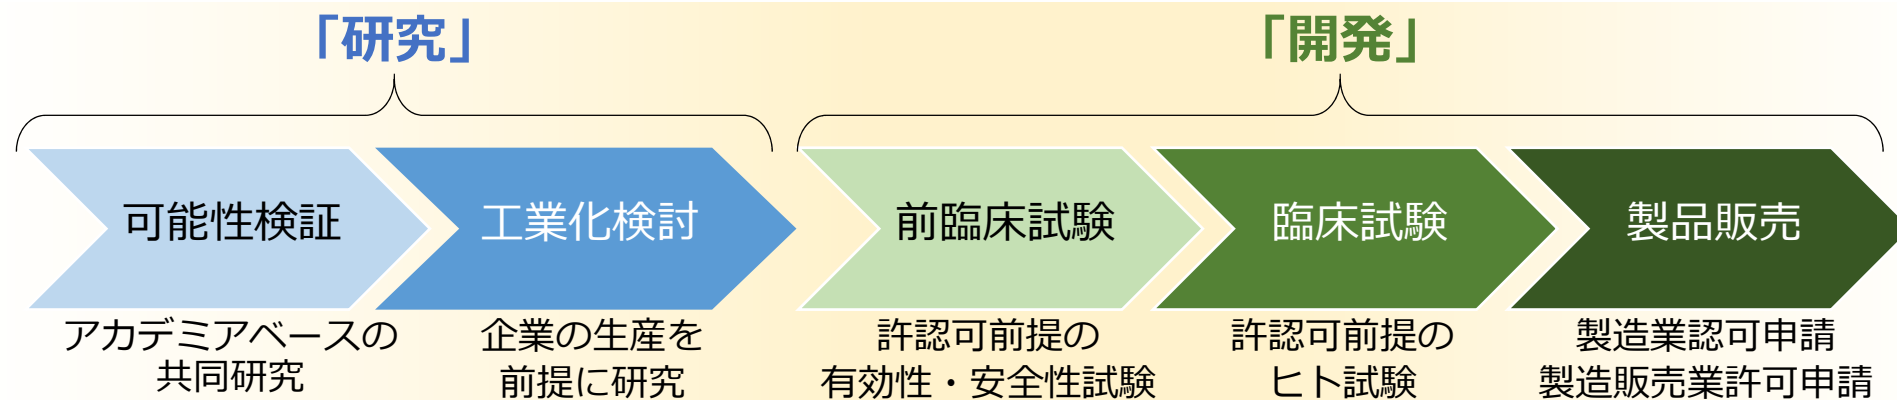 「研究」
「開発」
可能性検証
工業化検討
前臨床試験
臨床試験
製品販売
アカデミアベースの
共同研究
企業の生産を
前提に研究
許認可前提の
有効性・安全性試験
許認可前提の
ヒト試験
製造業認可申請
製造販売業許可申請